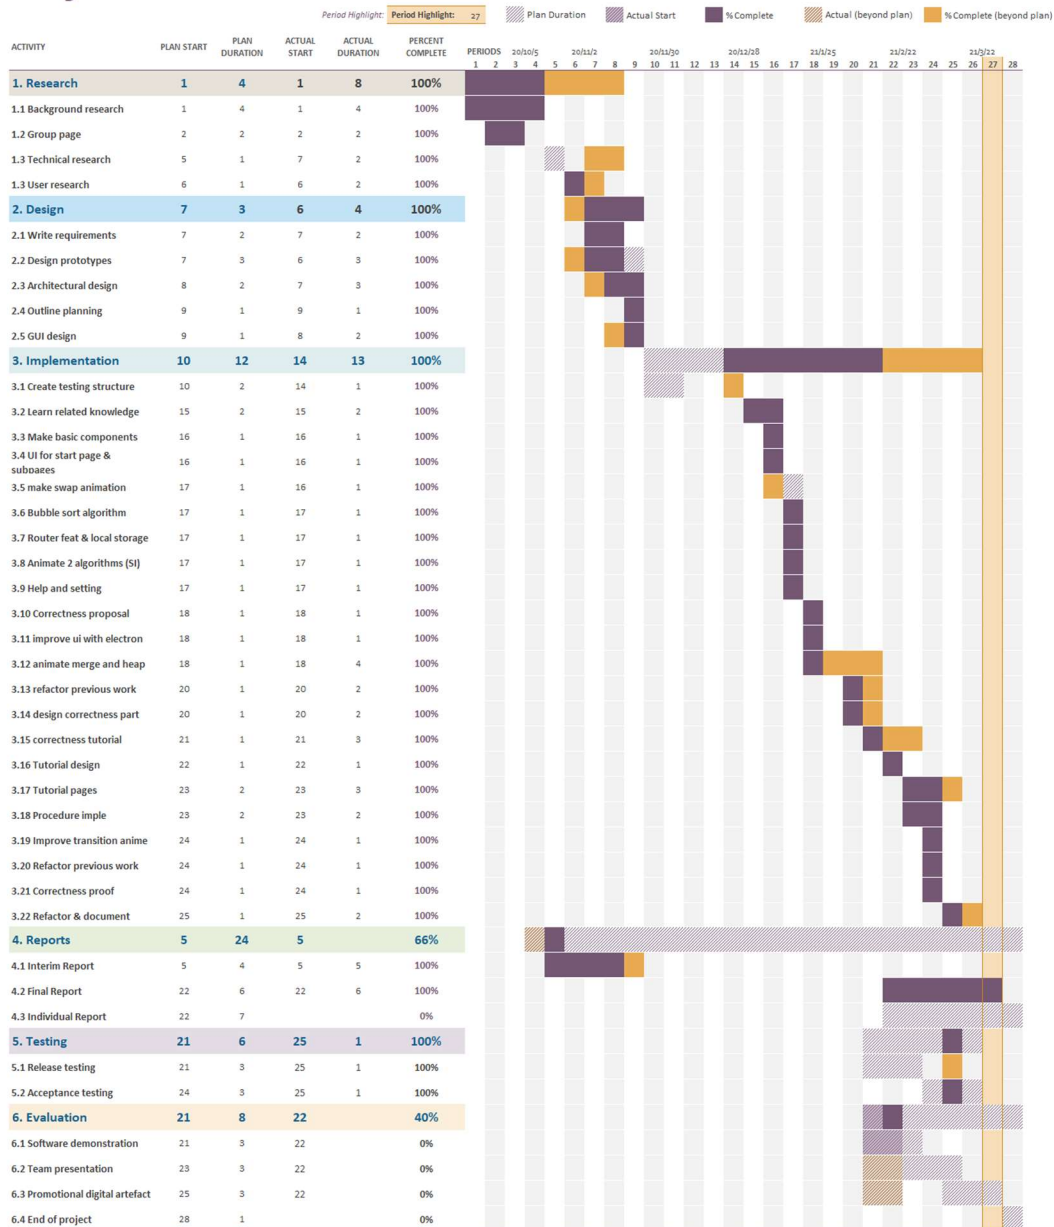 Period Highlight: Period Highlight: 27 Plan Duration Actual Start % Complete Actual (beyond plan) % Complete (beyond plan)
ACTIVITY PLAN START PLAN DURATION ACTUAL START ACTUAL DURATION PERCENT COMPLETE PERIODS 20/10/5 20/11/2 20/11/30 20/12/28 21/1/25 21/2/22 21/3/22
1 2 3 4 5 6 7 8 9 10 11 12 13 14 15 16 17 18 19 20 21 22 23 24 25 26 27 28
1. Research 1 4 1 8 100%
1.1 Background research 1 4 1 4 100%
1.2 Group page 2 2 2 2 100%
1.3 Technical research 5 1 7 2 100%
1.3 User research 6 1 6 2 100%
2. Design 7 3 6 4 100%
2.1 Write requirements 7 2 7 2 100%
2.2 Design prototypes 7 3 6 3 100%
2.3 Architectural design 8 2 7 3 100%
2.4 Outline planning 9 1 9 1 100%
2.5 GUI design 9 1 8 2 100%
3. Implementation 10 12 14 13 100%
3.1 Create testing structure 10 2 14 1 100%
3.2 Learn related knowledge 15 2 15 2 100%
3.3 Make basic components 16 1 16 1 100%
3.4 UI for start page &
subpages 16 1 16 1 100%
3.5 make swap animation 17 1 16 1 100%
3.6 Bubble sort algorithm 17 1 17 1 100%
3.7 Router feat & local storage 17 1 17 1 100%
3.8 Animate 2 algorithms (SI) 17 1 17 1 100%
3.9 Help and setting 17 1 17 1 100%
3.10 Correctness proposal 18 1 18 1 100%
3.11 improve ui with electron 18 1 18 1 100%
3.12 animate merge and heap 18 1 18 4 100%
3.13 refactor previous work 20 1 20 2 100%
3.14 design correctness part 20 1 20 2 100%
3.15 correctness tutorial 21 1 21 3 100%
3.16 Tutorial design 22 1 22 1 100%
3.17 Tutorial pages 23 2 23 3 100%
3.18 Procedure imple 23 2 23 2 100%
3.19 Improve transition anime 24 1 24 1 100%
3.20 Refactor previous work 24 1 24 1 100%
3.21 Correctness proof 24 1 24 1 100%
3.22 Refactor & document 25 1 25 2 100%
4. Reports 5 24 5 66%
4.1 Interim Report 5 4 5 5 100%
4.2 Final Report 22 6 22 6 100%
4.3 Individual Report 22 7 0%
5. Testing 21 6 25 1 100%
5.1 Release testing 21 3 25 1 100%
5.2 Acceptance testing 24 3 25 1 100%
6. Evaluation 21 8 22 40%
6.1 Software demonstration 21 3 22 0%
6.2 Team presentation 23 3 22 0%
6.3 Promotional digital artefact 25 3 22 0%
6.4 End of project 28 1 0%